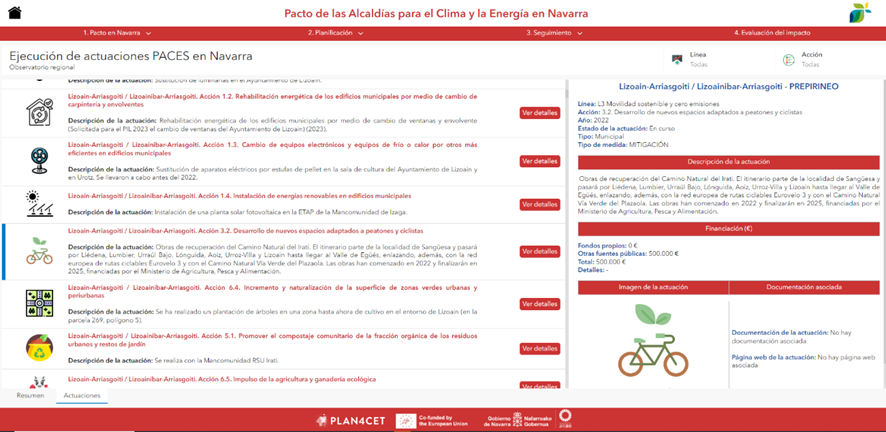 Pacto de las Alcaldías para el Clima y la Energía en Navarra
1. Pacto en Navarra
2. Planificación
3. Seguimiento
4. Evaluación del impacto
Ejecución de actuaciones PACES en Navarra
Observatorio regional
Línea
Todas
Acción
Todas
Descripción de la actuación: Sustitución de luminarias en el Ayuntamiento de Lizoain.
Lizoain-Arriasgoiti / Lizoainibar-Arriasgoiti. Acción 1.2. Rehabilitación energética de los edificios municipales por medio de cambio de
carpintería y envolventes
Descripción de la actuación: Rehabilitación energética de los edificios municipales por medio de cambio de ventanas y envolvente
(Solicitada para el PIL 2023 el cambio de ventanas del Ayuntamiento de Lizoain) (2023).
Ver detalles
Lizoain-Arriasgoiti / Lizoainibar-Arriasgoiti. Acción 1.3. Cambio de equipos electrónicos y equipos de frío o calor por otros más
eficientes en edificios municipales
Descripción de la actuación: Sustitución de aparatos eléctricos por estufas de pellet en la sala de cultura del Ayuntamiento de Lizoain y
en Urotz. Se llevaron a cabo antes del 2022.
Ver detalles
Lizoain-Arriasgoiti / Lizoainibar-Arriasgoiti. Acción 1.4. Instalación de energías renovables en edificios municipales
Descripción de la actuación: Instalación de una planta solar fotovoltaica en la ETAP de la Mancomunidad de Izaga.
Ver detalles
Lizoain-Arriasgoiti / Lizoainibar-Arriasgoiti. Acción 3.2. Desarrollo de nuevos espacios adaptados a peatones y ciclistas
Descripción de la actuación: Obras de recuperación del Camino Natural del Irati. El itinerario parte de la localidad de Sangüesa y pasará
por Liédena, Lumbier, Urraúl Bajo, Lónguida, Aoiz, Urroz-Villa y Lizoain hasta llegar al Valle de Egüés, enlazando, además, con la red
europea de rutas ciclables Eurovelo 3 y con el Camino Natural Vía Verde del Plazaola. Las obras han comenzado en 2022 y finalizarán en
2025, financiadas por el Ministerio de Agricultura, Pesca y Alimentación.
Ver detalles
Lizoain-Arriasgoiti / Lizoainibar-Arriasgoiti. Acción 6.4. Incremento y naturalización de la superficie de zonas verdes urbanas y
periurbanas
Descripción de la actuación: Se ha realizado un plantación de árboles en una zona hasta ahora de cultivo en el entorno de Lizoain (en la
parcela 269, polígono 5).
Ver detalles
Lizoain-Arriasgoiti / Lizoainibar-Arriasgoiti. Acción 5.1. Promover el compostaje comunitario de la fracción orgánica de los residuos
urbanos y restos de jardín
Descripción de la actuación: Se realiza con la Mancomunidad RSU Irati.
Ver detalles
Lizoain-Arriasgoiti / Lizoainibar-Arriasgoiti. Acción 6.5. Impulso de la agricultura y ganadería ecológica
Ver detalles
Lizoain-Arriasgoiti / Lizoainibar-Arriasgoiti - PREPIRINEO
Línea: L3 Movilidad sostenible y cero emisiones
Acción: 3.2. Desarrollo de nuevos espacios adaptados a peatones y ciclistas
Año: 2022
Estado de la actuación: En curso
Tipo: Municipal
Tipo de medida: MITIGACIÓN
Descripción de la actuación
Obras de recuperación del Camino Natural del Irati. El itinerario parte de la localidad de Sangüesa y
pasará por Liédena, Lumbier, Urraúl Bajo, Lónguida, Aoiz, Urroz-Villa y Lizoain hasta llegar al Valle de
Egüés, enlazando, además, con la red europea de rutas ciclables Eurovelo 3 y con el Camino Natural
Vía Verde del Plazaola. Las obras han comenzado en 2022 y finalizarán en 2025, financiadas por el
Ministerio de Agricultura, Pesca y Alimentación.
Financiación (€)
Fondos propios: 0 €
Otras fuentes públicas: 500.000 €
Total: 500.000 €
Detalles: -
Imagen de la actuación
Documentación asociada
Documentación de la actuación: No hay
documentación asociada
Página web de la actuación: No hay página web
asociada
Resumen
Actuaciones
PLAN4CET
Co-funded by
the European Union
Gobierno
de Navarra
Nafarroako
Gobernua